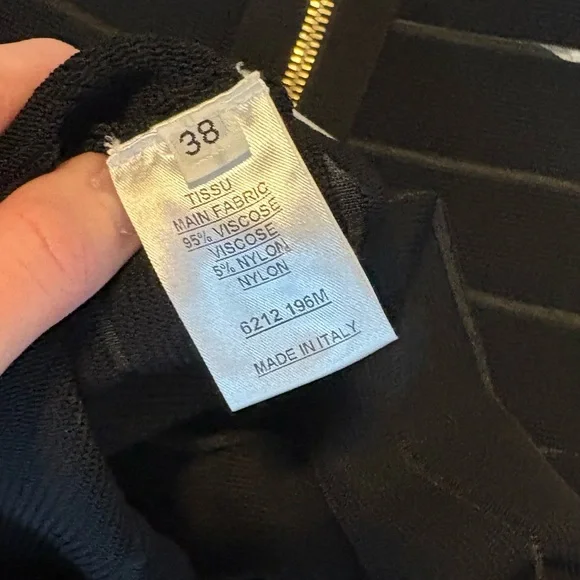 38
TISSU
MAIN FABRIC
95% VISCOSE
VISCOSE
5% NYLON
NYLON
6212 196M
MADE IN ITALY